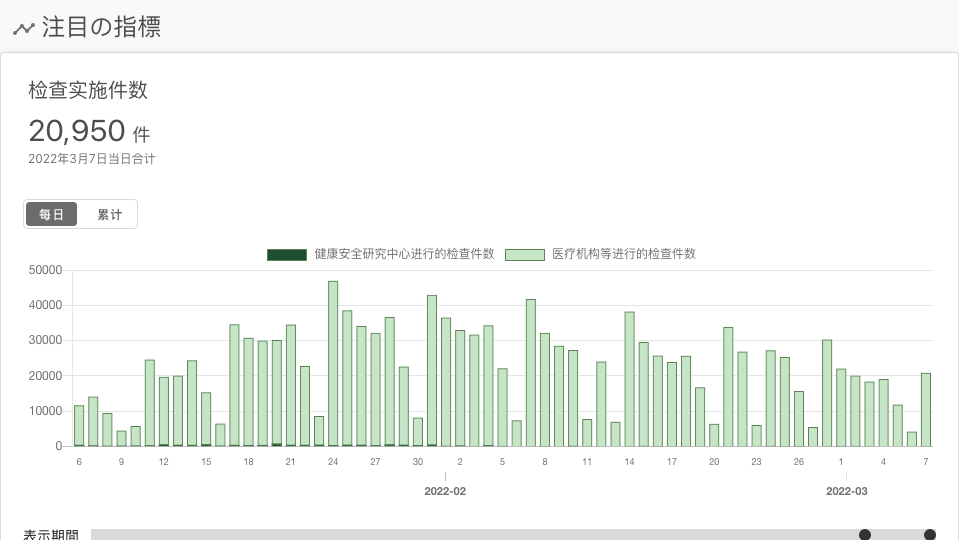 注目の指標
检查实施件数
20,950 件
2022年3月7日当日合计
每日 累计
健康安全研究中心进行的检查件数 医疗机构等进行的检查件数
50000
40000
30000
20000
10000
0
6 9 12 15 18 21 24 27 30 2 5 8 11 14 17 20 23 26 1 4 7
2022-02 2022-03
表示期間